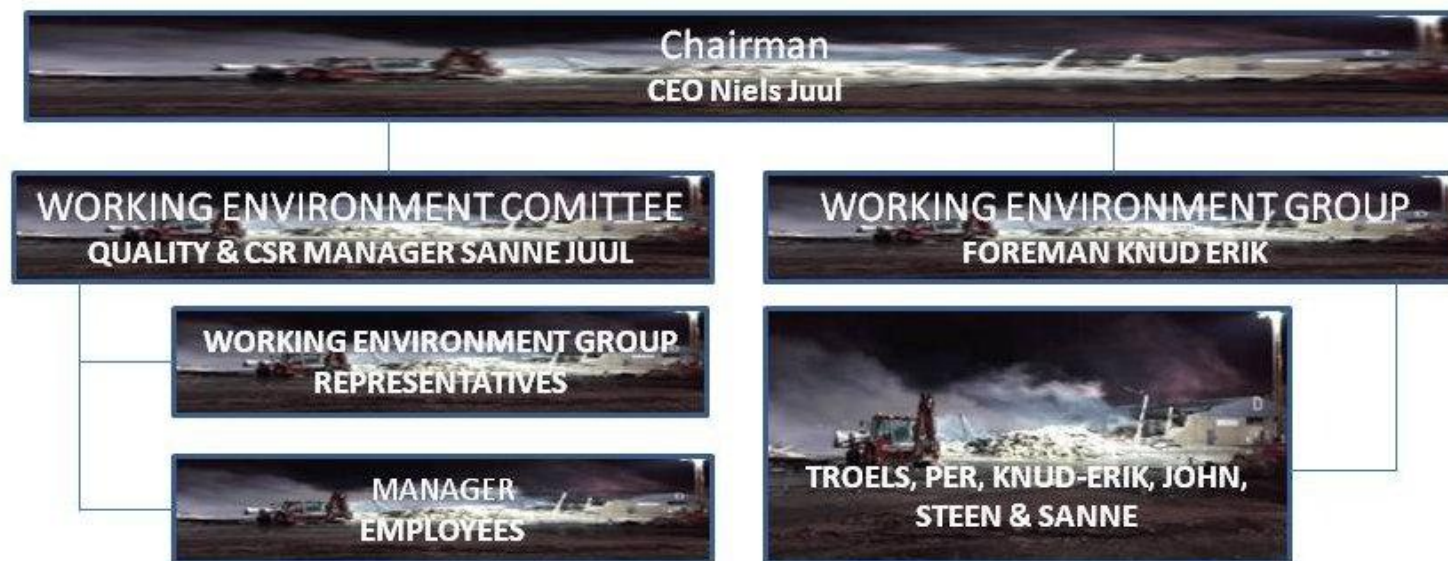 Chairman
CEO Niels Juul
WORKING ENVIRONMENT COMITTEE
QUALITY & CSR MANAGER SANNE JUUL
WORKING ENVIRONMENT GROUP
FOREMAN KNUD ERIK
WORKING ENVIRONMENT GROUP
REPRESENTATIVES
MANAGER
EMPLOYEES
TROELS, PER, KNUD-ERIK, JOHN,
STEEN & SANNE